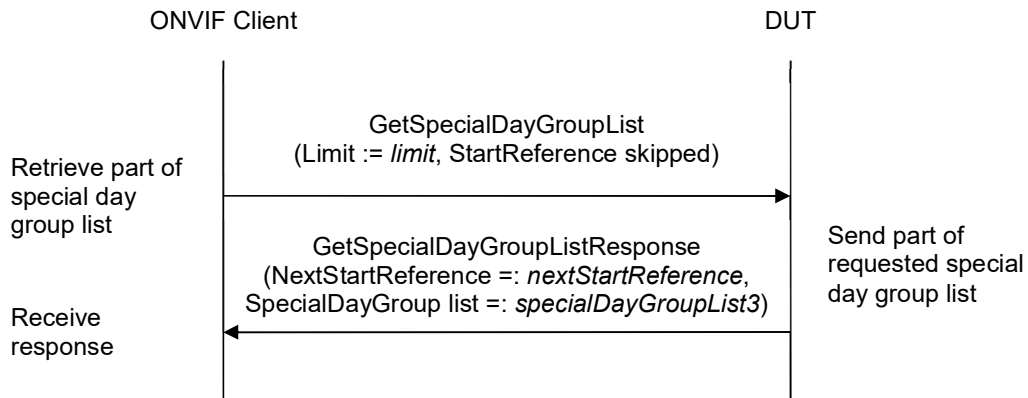 ONVIF Client
DUT
GetSpecialDayGroupList
(Limit := limit, StartReference skipped)
Retrieve part of
special day
group list
GetSpecialDayGroupListResponse
(NextStartReference =: nextStartReference,
SpecialDayGroup list =: specialDayGroupList3)
Send part of
requested special
day group list
Receive
response